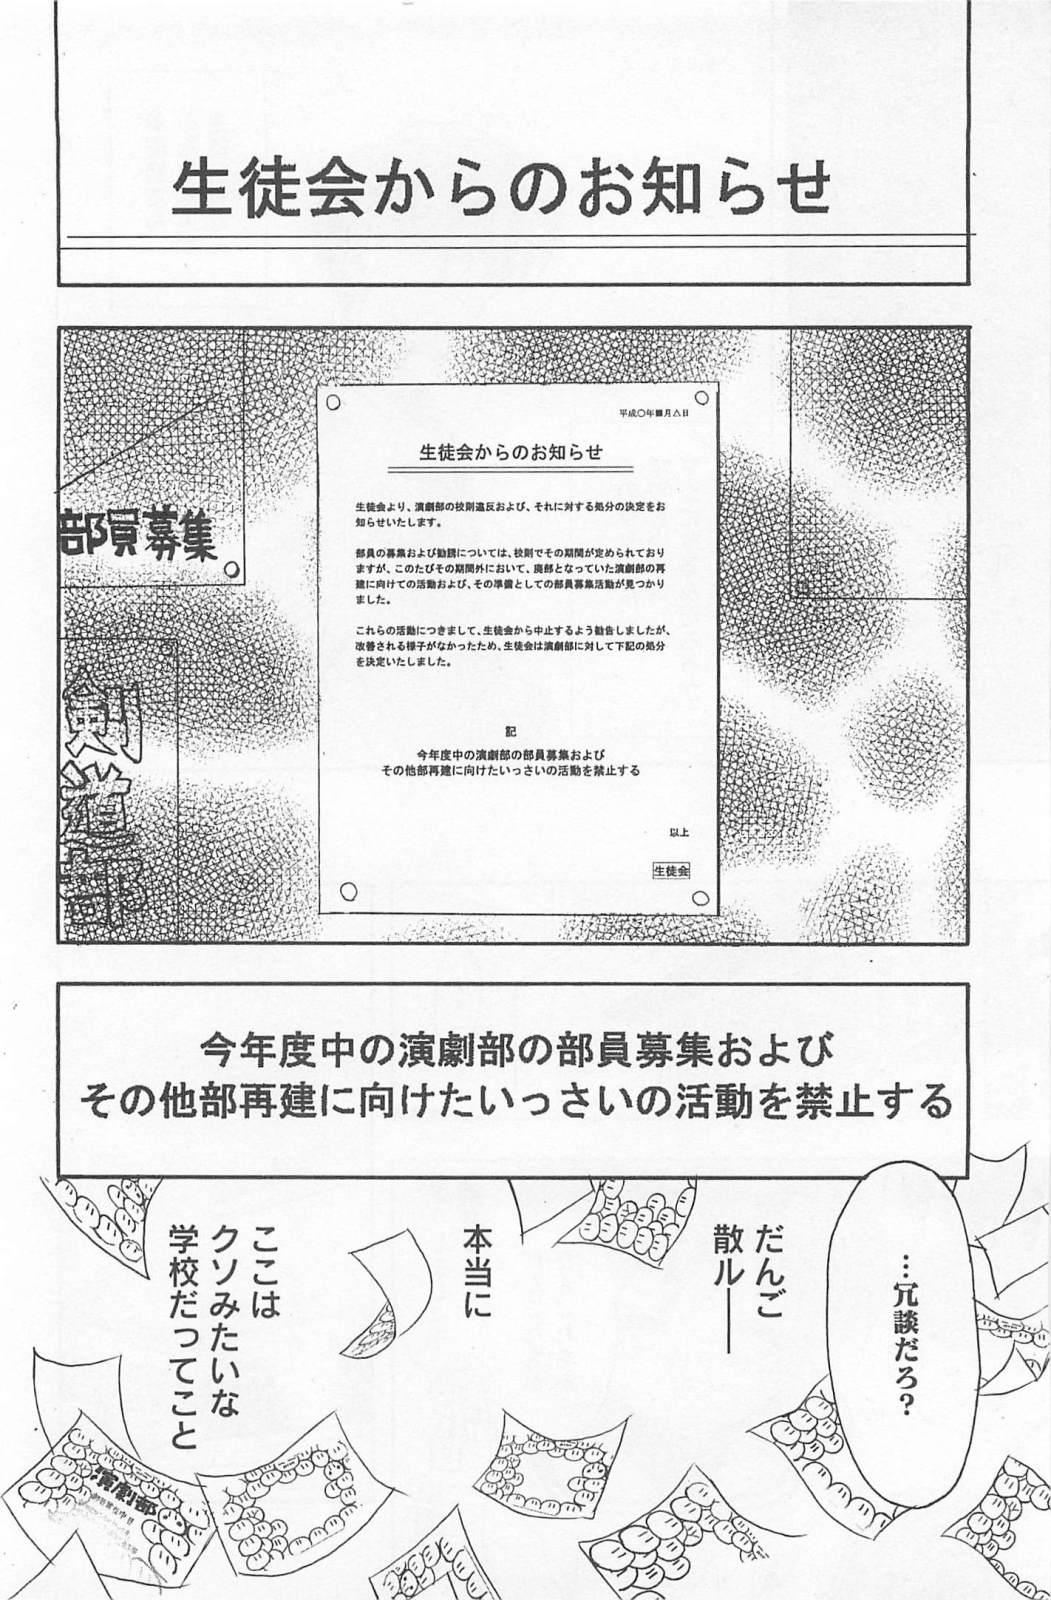 生徒会からのお知らせ
部員募集
剣道部
平成〇年■月△日
生徒会からのお知らせ
生徒会より、演劇部の校則違反および、それに対する処分の決定をお
知らせいたします。
部員の募集および勧誘については、校則でその期間が定められており
ますが、このたびその期間外において、廃部となっていた演劇部の再
建に向けての活動および、その準備としての部員募集活動が見つかり
ました。
これらの活動につきまして、生徒会から中止するよう勧告しましたが、
改善される様子がなかったため、生徒会は演劇部に対して下記の処分
を決定いたしました。
記
今年度中の演劇部の部員募集および
その他部再建に向けたいっさいの活動を禁止する
以上
生徒会
今年度中の演劇部の部員募集および
その他部再建に向けたいっさいの活動を禁止する
…冗談だろ?
だんご
散ル――
本当に
ここは
クソみたいな
学校だってこと
演劇部